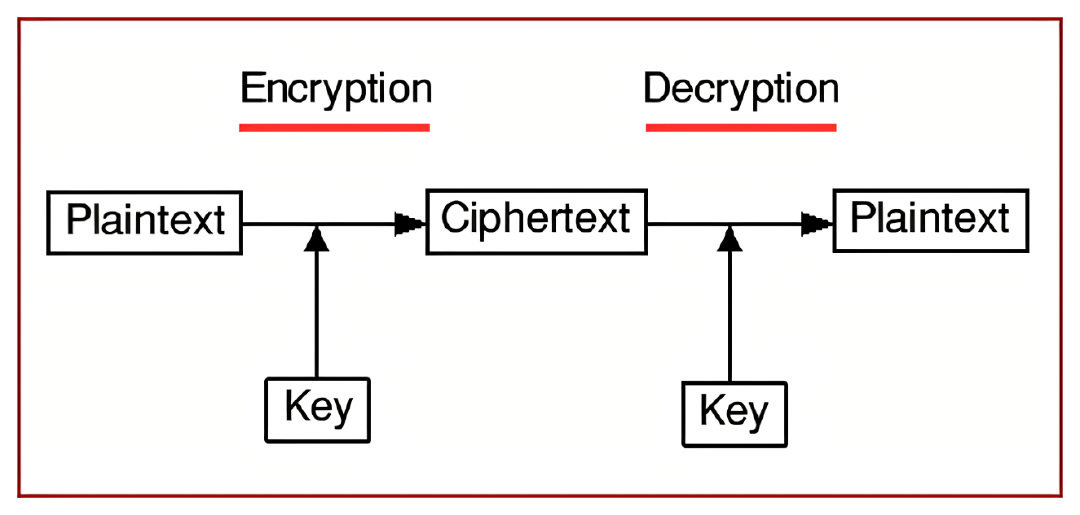 Encryption
Decryption
Plaintext
Ciphertext
Plaintext
Key
Key